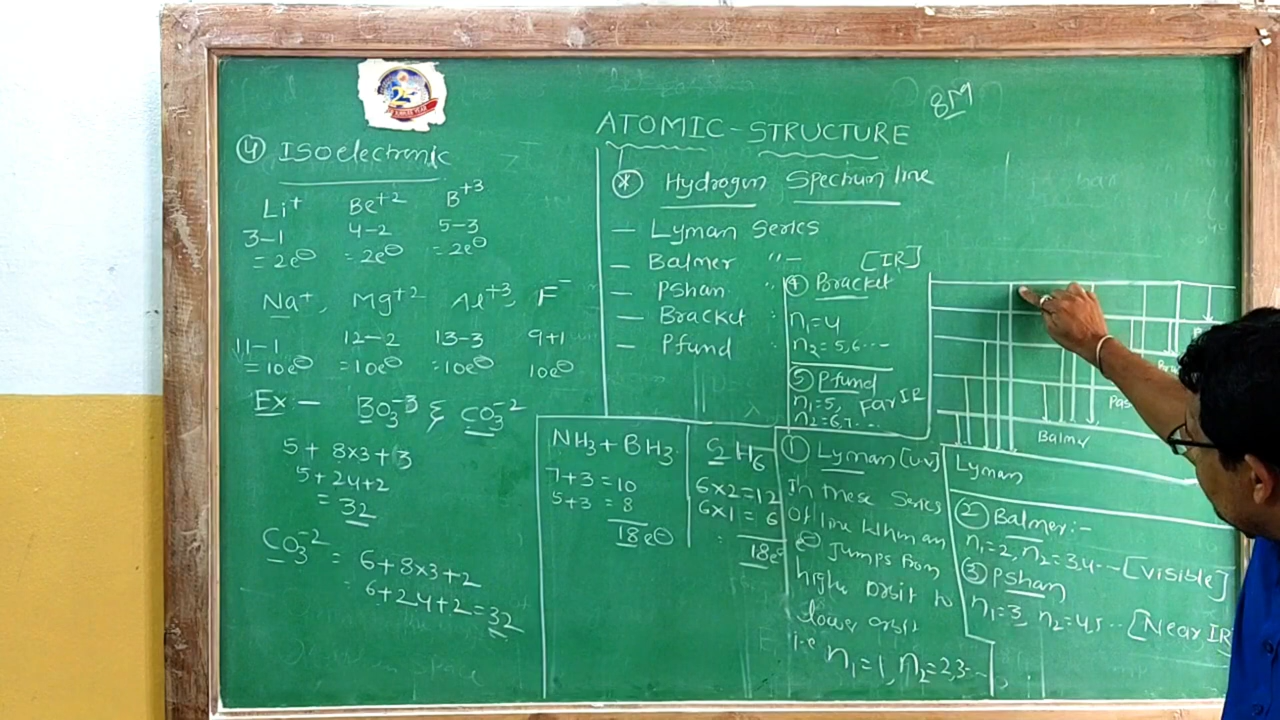 8M
ATOMIC-STRUCTURE
④ ISoelectronic
Li⁺ Be⁺² B⁺³
3-1 4-2 5-3
=2e⊖ =2e⊖ =2e⊖
Na⁺, Mg⁺² Al⁺³, F⁻
11-1 12-2 13-3 9+1
=10e⊖ =10e⊖ =10e⊖ 10e⊖
Ex:- BO₃⁻³ & CO₃⁻²
5+ 8x3+3
5+24+2
= 32
CO₃⁻² = 6+8x3+2
6+24+2=32
(*) Hydrogen Spectrum line
— Lyman Series
— Balmer "–
— Pshan "
— Bracket "
— Pfund "
[IR]
④ Bracket
n₁=4
n₂=5,6---
⑤ Pfund
n₁=5, Far IR
n₂=6,7---
NH₃+BH₃
7+3=10
5+3=8
18e⊖
C₂H₆
6x2=12
6x1=6
18e⊖
① Lyman [U.V]
In these Series
Of line when an
e⊖ Jumps from
higher Orbit to
lower orbit
i.e
n₁=1, n₂=2,3--,
Balmer
Pas
Lyman
② Balmer:-
n₁=2, n₂=3,4--- [visible]
③ Pshan
n₁=3, n₂=4,5-- [Near IR